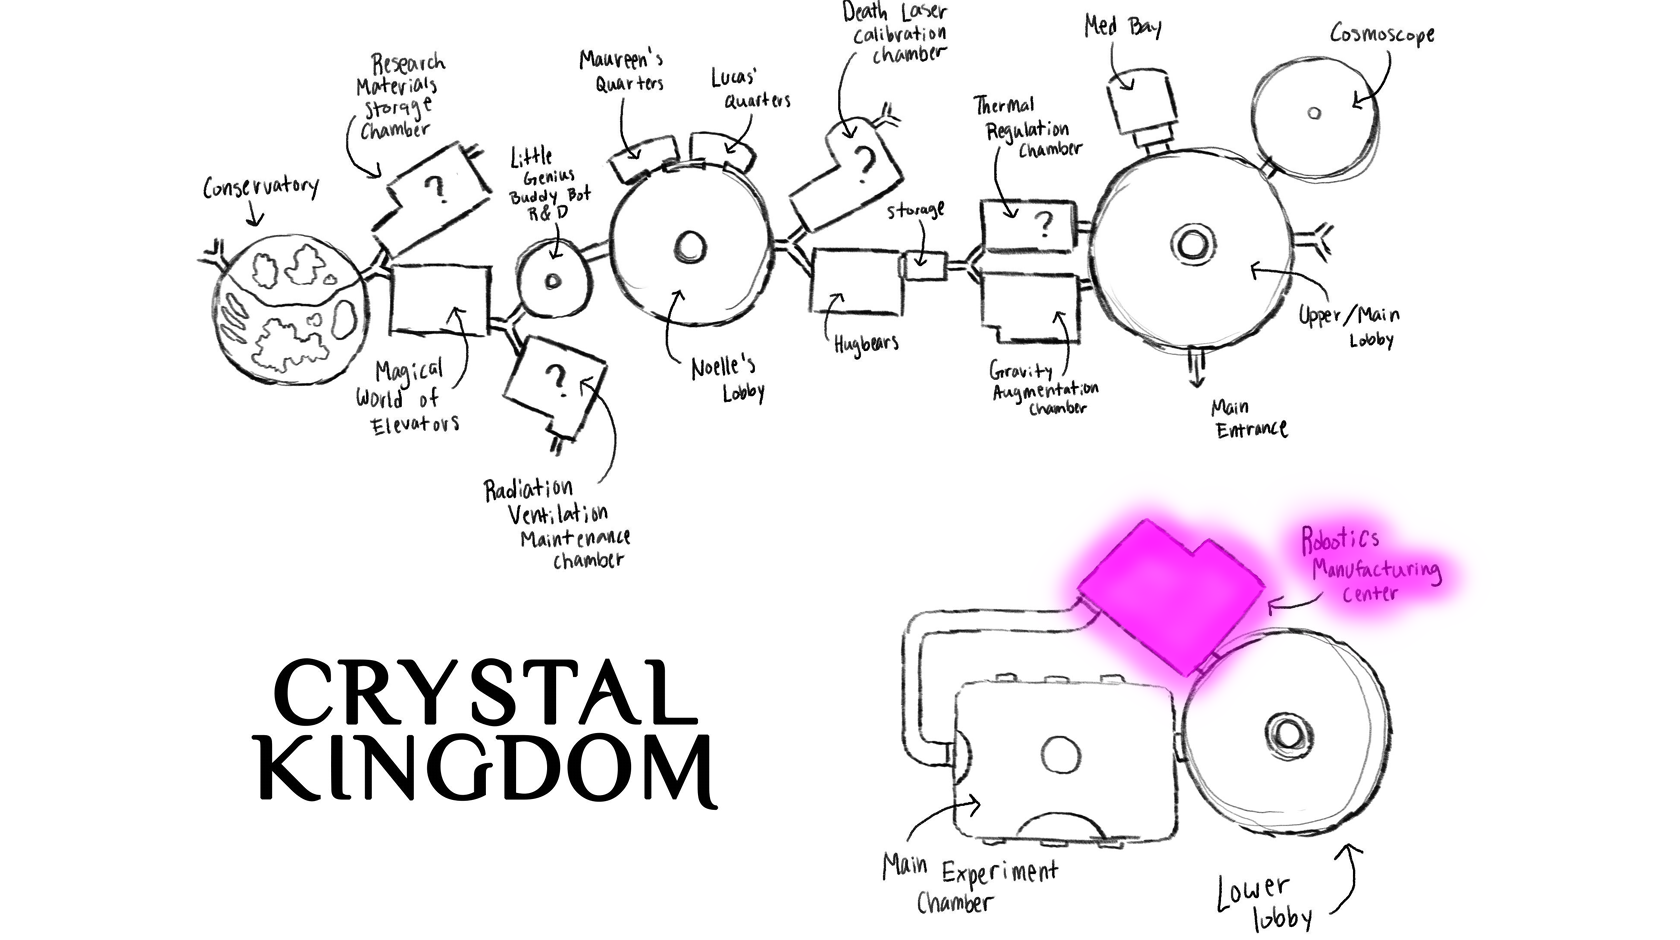 Research
Materials
Storage
Chamber
Conservatory
Little
Genius
Buddy Bot
R&D
Maureen's
Quarters
Lucas'
Quarters
Death Laser
Calibration
Chamber
Storage
Thermal
Regulation
Chamber
Med Bay
Cosmoscope
?
?
?
?
Magical
World of
Elevators
Radiation
Ventilation
Maintenance
Chamber
Noelle's
Lobby
Hugbears
Gravity
Augmentation
Chamber
Upper/Main
Lobby
Main
Entrance
Robotics
Manufacturing
Center
CRYSTAL
KINGDOM
Main Experiment
Chamber
Lower
lobby